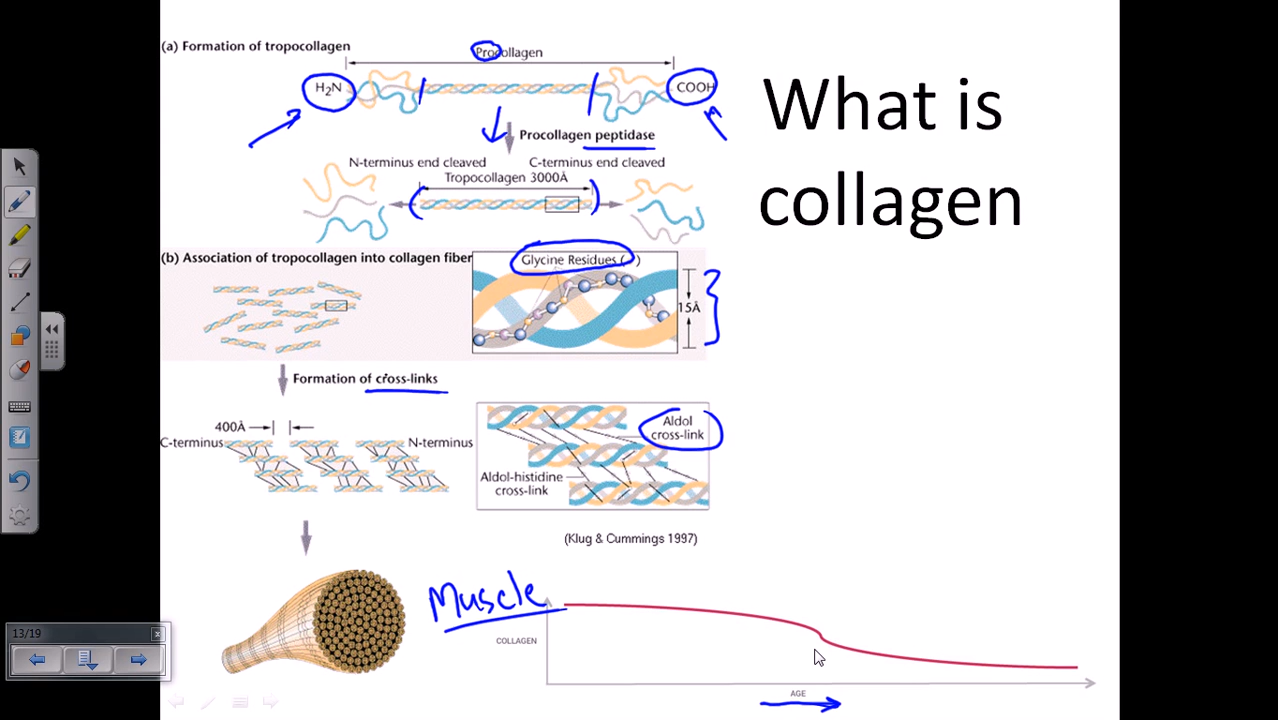 (a) Formation of tropocollagen
Procollagen
H₂N
COOH
What is
collagen
Procollagen peptidase
N-terminus end cleaved
C-terminus end cleaved
Tropocollagen 3000Å
(b) Association of tropocollagen into collagen fiber
Glycine Residues ( )
15Å
Formation of cross-links
400Å
C-terminus
N-terminus
Aldol
cross-link
Aldol-histidine
cross-link
(Klug & Cummings 1997)
Muscle
COLLAGEN
AGE
13/19